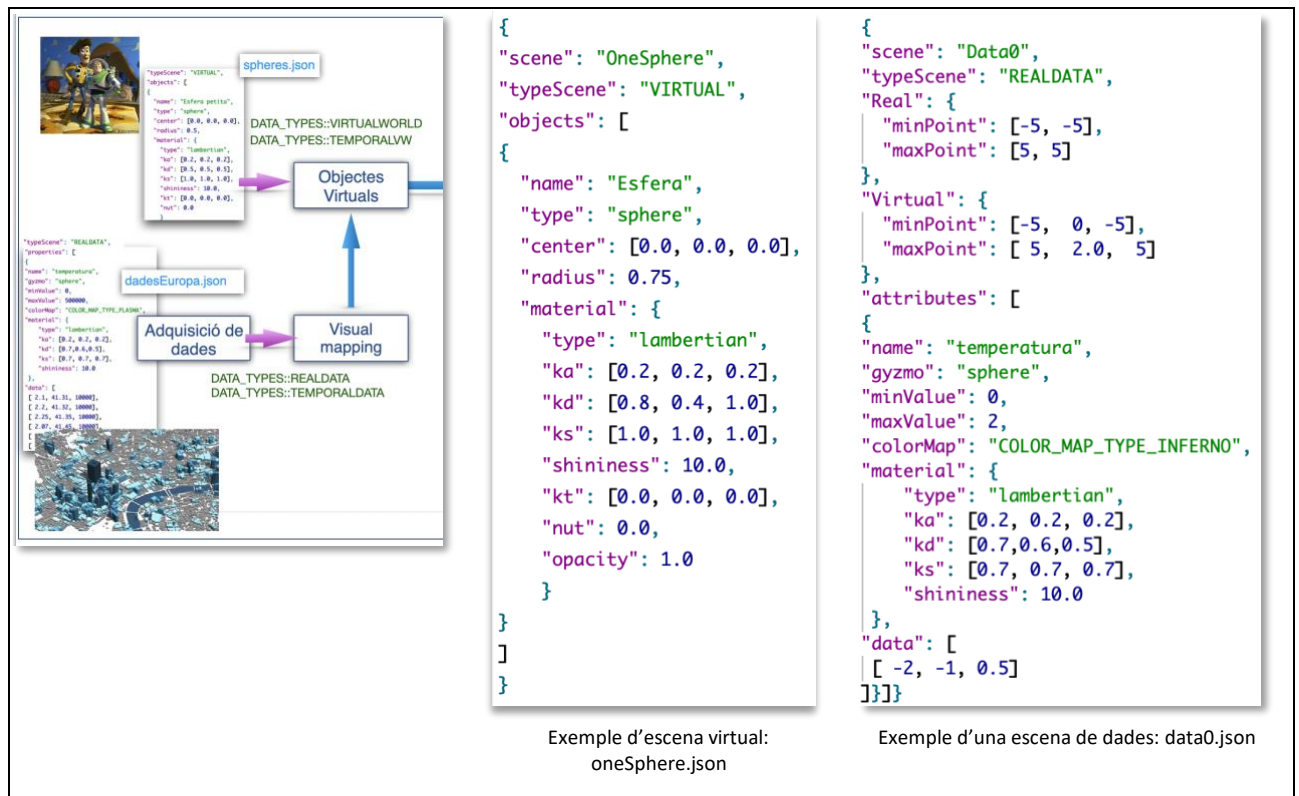 spheres.json
"typeScene": "VIRTUAL",
"objects": [
{
"name": "Esfera petita",
"type": "sphere",
"center": [0.0, 0.0, 0.0],
"radius": 0.5,
"material": {
"type": "lambertian",
"ka": [0.2, 0.2, 0.2],
"kd": [0.5, 0.5, 0.5],
"ks": [1.0, 1.0, 1.0],
"shininess": 10.0,
"kt": [0.0, 0.0, 0.0],
"nut": 0.0
}
DATA_TYPES::VIRTUALWORLD
DATA_TYPES::TEMPORALVW
Objectes
Virtuals
"typeScene": "REALDATA",
"properties": [
{
"name": "temperatura",
"gyzmo": "sphere",
"minValue": 0,
"maxValue": 500000,
"colorMap": "COLOR_MAP_TYPE_PLASMA",
"material": {
"type": "lambertian",
"ka": [0.2, 0.2, 0.2],
"kd": [0.7,0.6,0.5],
"ks": [0.7, 0.7, 0.7],
"shininess": 10.0
},
"data": [
[ 2.1, 41.31, 10000],
[ 2.2, 41.32, 10000],
[ 2.25, 41.35, 10000],
[ 2.07, 41.45, 10000],
[
[
dadesEuropa.json
Adquisició de
dades
Visual
mapping
DATA_TYPES::REALDATA
DATA_TYPES::TEMPORALDATA
{
"scene": "OneSphere",
"typeScene": "VIRTUAL",
"objects": [
{
"name": "Esfera",
"type": "sphere",
"center": [0.0, 0.0, 0.0],
"radius": 0.75,
"material": {
"type": "lambertian",
"ka": [0.2, 0.2, 0.2],
"kd": [0.8, 0.4, 1.0],
"ks": [1.0, 1.0, 1.0],
"shininess": 10.0,
"kt": [0.0, 0.0, 0.0],
"nut": 0.0,
"opacity": 1.0
}
}
]
}
Exemple d'escena virtual:
oneSphere.json
{
"scene": "Data0",
"typeScene": "REALDATA",
"Real": {
"minPoint": [-5, -5],
"maxPoint": [5, 5]
},
"Virtual": {
"minPoint": [-5, 0, -5],
"maxPoint": [ 5, 2.0, 5]
},
"attributes": [
{
"name": "temperatura",
"gyzmo": "sphere",
"minValue": 0,
"maxValue": 2,
"colorMap": "COLOR_MAP_TYPE_INFERNO",
"material": {
"type": "lambertian",
"ka": [0.2, 0.2, 0.2],
"kd": [0.7,0.6,0.5],
"ks": [0.7, 0.7, 0.7],
"shininess": 10.0
},
"data": [
[ -2, -1, 0.5]
]}]}
Exemple d'una escena de dades: data0.json